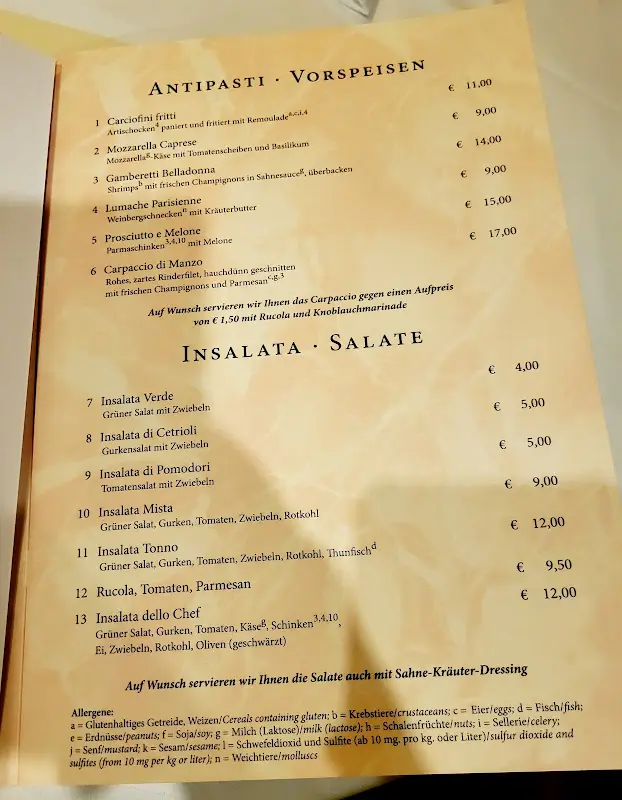 ANTIPASTI · VORSPEISEN
1 Carciofini fritti € 11,00
Artischocken4 paniert und fritiert mit Remouladea,c,i,4
2 Mozzarella Caprese € 9,00
Mozzarellag-Käse mit Tomatenscheiben und Basilikum
3 Gamberetti Belladonna € 14,00
Shrimpsb mit frischen Champignons in Sahnesauceg, überbacken
4 Lumache Parisienne € 9,00
Weinbergschneckenn mit Kräuterbutter
5 Prosciutto e Melone € 15,00
Parmaschinken3,4,10 mit Melone
6 Carpaccio di Manzo € 17,00
Rohes, zartes Rinderfilet, hauchdünn geschnitten
mit frischen Champignons und Parmesanc,g,3
Auf Wunsch servieren wir Ihnen das Carpaccio gegen einen Aufpreis
von € 1,50 mit Rucola und Knoblauchmarinade
INSALATA · SALATE
7 Insalata Verde € 4,00
Grüner Salat mit Zwiebeln
8 Insalata di Cetrioli € 5,00
Gurkensalat mit Zwiebeln
9 Insalata di Pomodori € 5,00
Tomatensalat mit Zwiebeln
10 Insalata Mista € 9,00
Grüner Salat, Gurken, Tomaten, Zwiebeln, Rotkohl
11 Insalata Tonno € 12,00
Grüner Salat, Gurken, Tomaten, Zwiebeln, Rotkohl, Thunfischd
12 Rucola, Tomaten, Parmesan € 9,50
13 Insalata dello Chef € 12,00
Grüner Salat, Gurken, Tomaten, Käseg, Schinken3,4,10,
Ei, Zwiebeln, Rotkohl, Oliven (geschwärzt)
Auf Wunsch servieren wir Ihnen die Salate auch mit Sahne-Kräuter-Dressing
Allergene:
a = Glutenhaltiges Getreide, Weizen/Cereals containing gluten; b = Krebstiere/crustaceans; c = Eier/eggs; d = Fisch/fish;
e = Erdnüsse/peanuts; f = Soja/soy; g = Milch (Laktose)/milk (lactose); h = Schalenfrüchte/nuts; i = Sellerie/celery;
j = Senf/mustard; k = Sesam/sesame; l = Schwefeldioxid und Sulfite (ab 10 mg. pro kg. oder Liter)/sulfur dioxide and
sulfites (from 10 mg per kg or liter); n = Weichtiere/molluscs